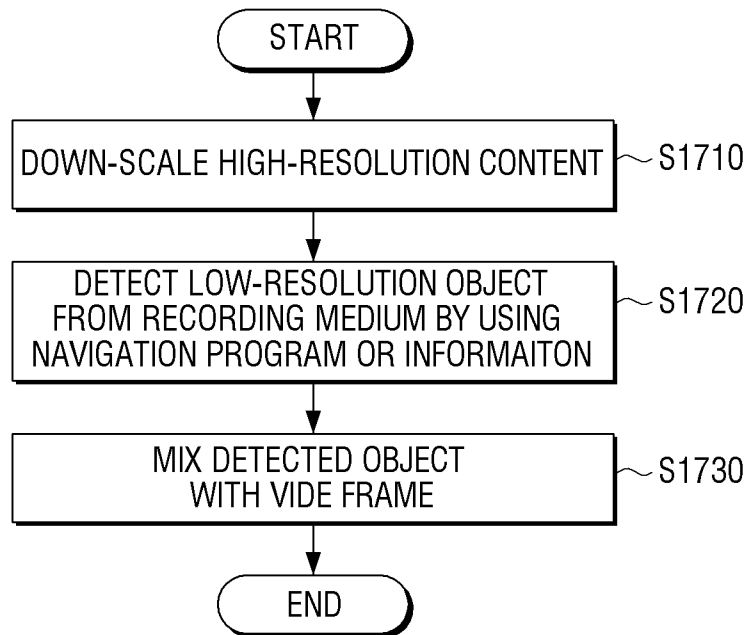 START
DOWN-SCALE HIGH-RESOLUTION CONTENT
S1710
DETECT LOW-RESOLUTION OBJECT
FROM RECORDING MEDIUM BY USING
NAVIGATION PROGRAM OR INFORMAITON
S1720
MIX DETECTED OBJECT
WITH VIDE FRAME
S1730
END